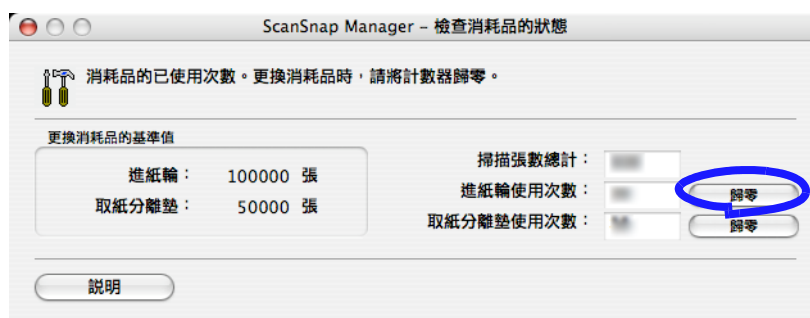 ScanSnap Manager – 檢查消耗品的狀態
消耗品的已使用次數。更換消耗品時，請將計數器歸零。
更換消耗品的基準值
進紙輪： 100000 張
取紙分離墊： 50000 張
掃描張數總計：
進紙輪使用次數： 歸零
取紙分離墊使用次數： 歸零
説明